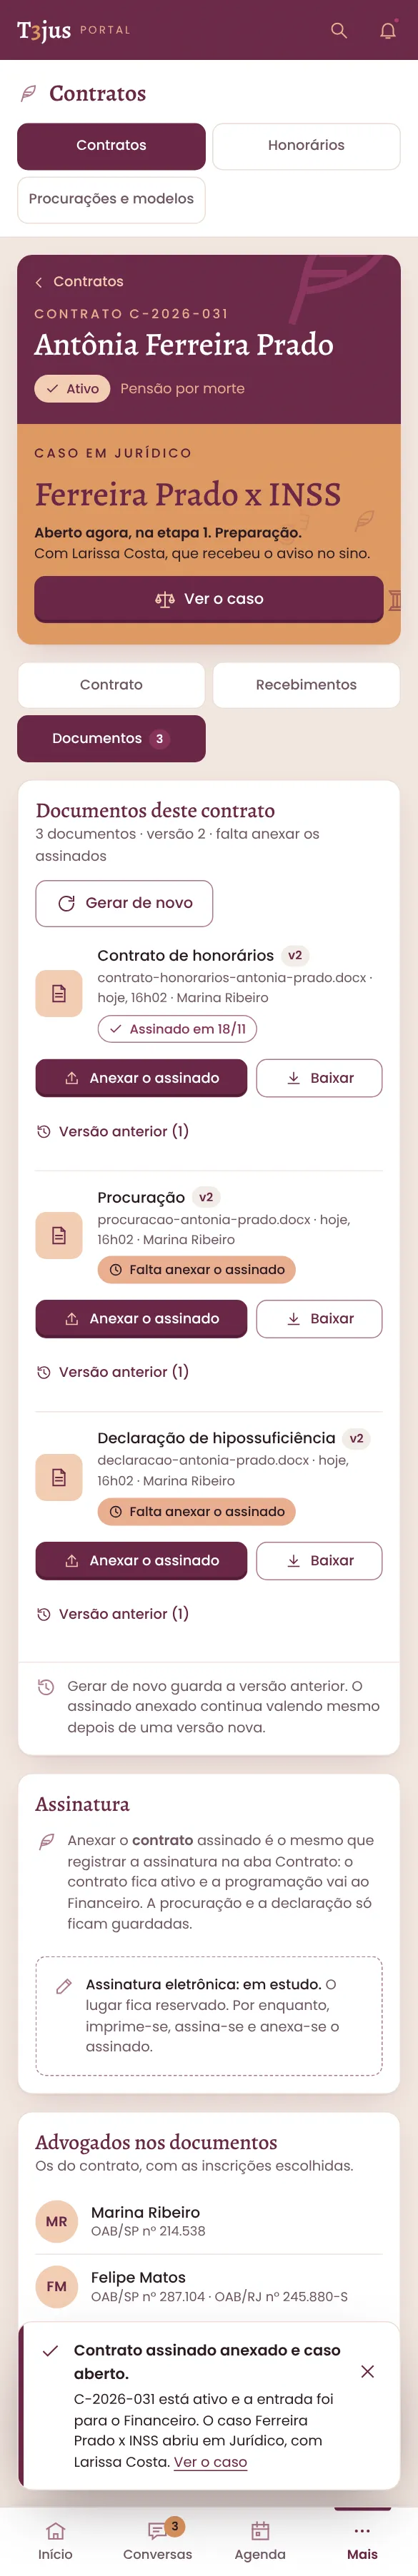 T3jus PORTAL
Contratos
Contratos
Honorários
Procurações e modelos
Contratos
CONTRATO C-2026-031
Antônia Ferreira Prado
Ativo
Pensão por morte
CASO EM JURÍDICO
Ferreira Prado x INSS
Aberto agora, na etapa 1. Preparação.
Com Larissa Costa, que recebeu o aviso no sino.
Ver o caso
Contrato
Recebimentos
Documentos 3
Documentos deste contrato
3 documentos · versão 2 · falta anexar os
assinados
Gerar de novo
Contrato de honorários v2
contrato-honorarios-antonia-prado.docx ·
hoje, 16h02 · Marina Ribeiro
Assinado em 18/11
Anexar o assinado
Baixar
Versão anterior (1)
Procuração v2
procuracao-antonia-prado.docx · hoje,
16h02 · Marina Ribeiro
Falta anexar o assinado
Anexar o assinado
Baixar
Versão anterior (1)
Declaração de hipossuficiência v2
declaracao-antonia-prado.docx · hoje,
16h02 · Marina Ribeiro
Falta anexar o assinado
Anexar o assinado
Baixar
Versão anterior (1)
Gerar de novo guarda a versão anterior. O
assinado anexado continua valendo mesmo
depois de uma versão nova.
Assinatura
Anexar o contrato assinado é o mesmo que
registrar a assinatura na aba Contrato: o
contrato fica ativo e a programação vai ao
Financeiro. A procuração e a declaração só
ficam guardadas.
Assinatura eletrônica: em estudo. O
lugar fica reservado. Por enquanto,
imprime-se, assina-se e anexa-se o
assinado.
Advogados nos documentos
Os do contrato, com as inscrições escolhidas.
MR
Marina Ribeiro
OAB/SP nº 214.538
FM
Felipe Matos
OAB/SP nº 287.104 · OAB/RJ nº 245.880-S
Contrato assinado anexado e caso
aberto.
C-2026-031 está ativo e a entrada foi
para o Financeiro. O caso Ferreira
Prado x INSS abriu em Jurídico, com
Larissa Costa. Ver o caso
3
Início
Conversas
Agenda
Mais